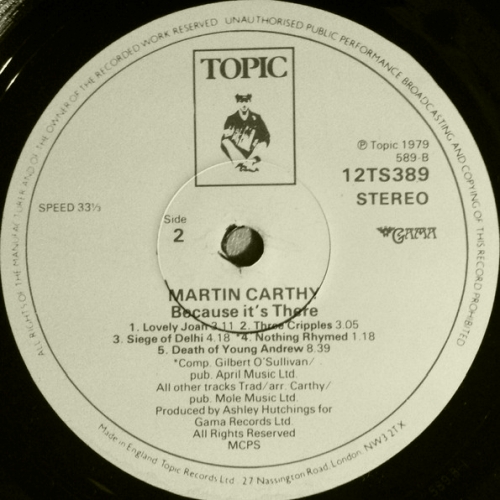 ALL RIGHTS OF THE MANUFACTURER AND OF THE OWNER OF THE RECORDED WORK RESERVED UNAUTHORISED PUBLIC PERFORMANCE BROADCASTING AND COPYING OF THIS RECORD PROHIBITED
TOPIC
℗ Topic 1979
589-B
12TS389
STEREO
SPEED 33⅓
Side
2
GAMA
MARTIN CARTHY
Because it's There
1. Lovely Joan 3.11 2. Three Cripples 3.05
3. Siege of Delhi 4.18 *4. Nothing Rhymed 1.18
5. Death of Young Andrew 8.39
*Comp. Gilbert O'Sullivan/
pub. April Music Ltd.
All other tracks Trad/arr. Carthy/
pub. Mole Music Ltd.
Produced by Ashley Hutchings for
Gama Records Ltd.
All Rights Reserved
MCPS
Made in England Topic Records Ltd. 27 Nassington Road, London, NW3 2TX